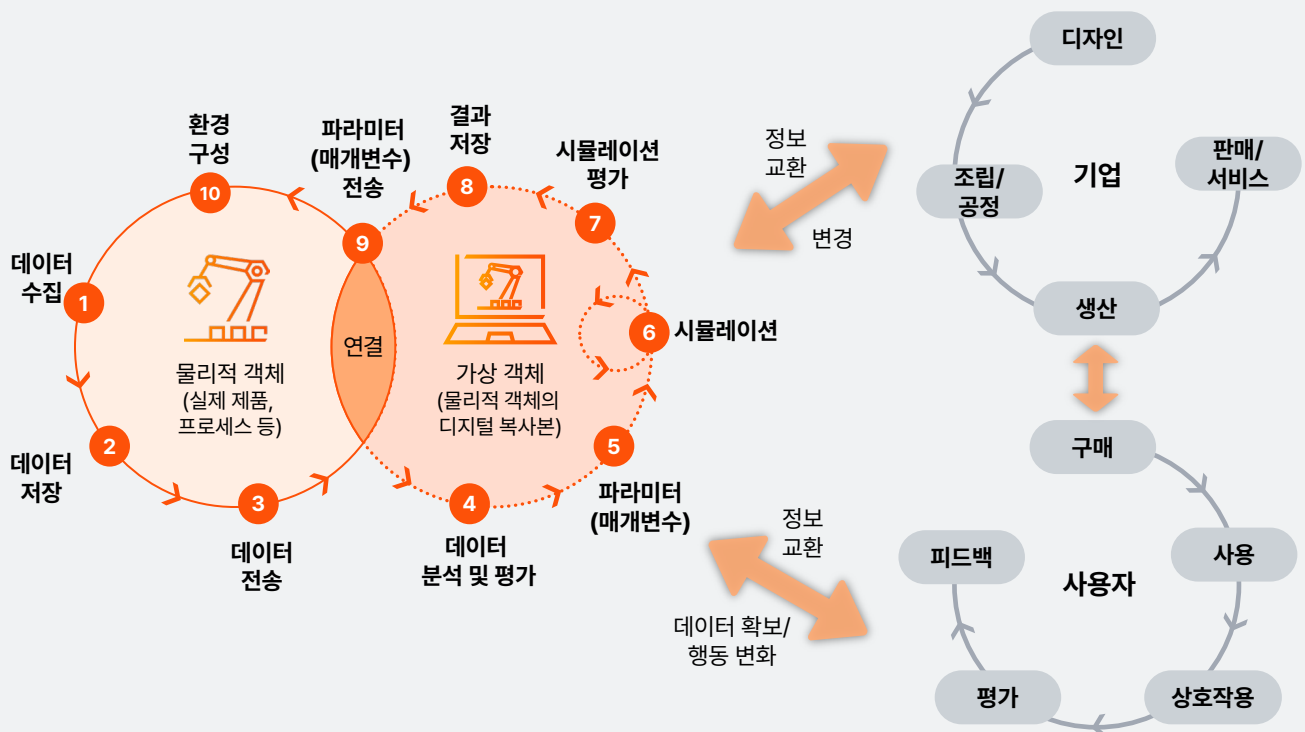 디자인
기업
판매/
서비스
조립/
공정
생산
정보
교환
변경
환경
구성
10
파라미터
(매개변수)
전송
9
결과
저장
8
시뮬레이션
평가
7
데이터
수집
1
물리적 객체
(실제 제품,
프로세스 등)
연결
가상 객체
(물리적 객체의
디지털 복사본)
6
시뮬레이션
데이터
저장
2
3
데이터
전송
4
데이터
분석 및 평가
5
파라미터
(매개변수)
정보
교환
데이터 확보/
행동 변화
구매
사용
사용자
피드백
평가
상호작용